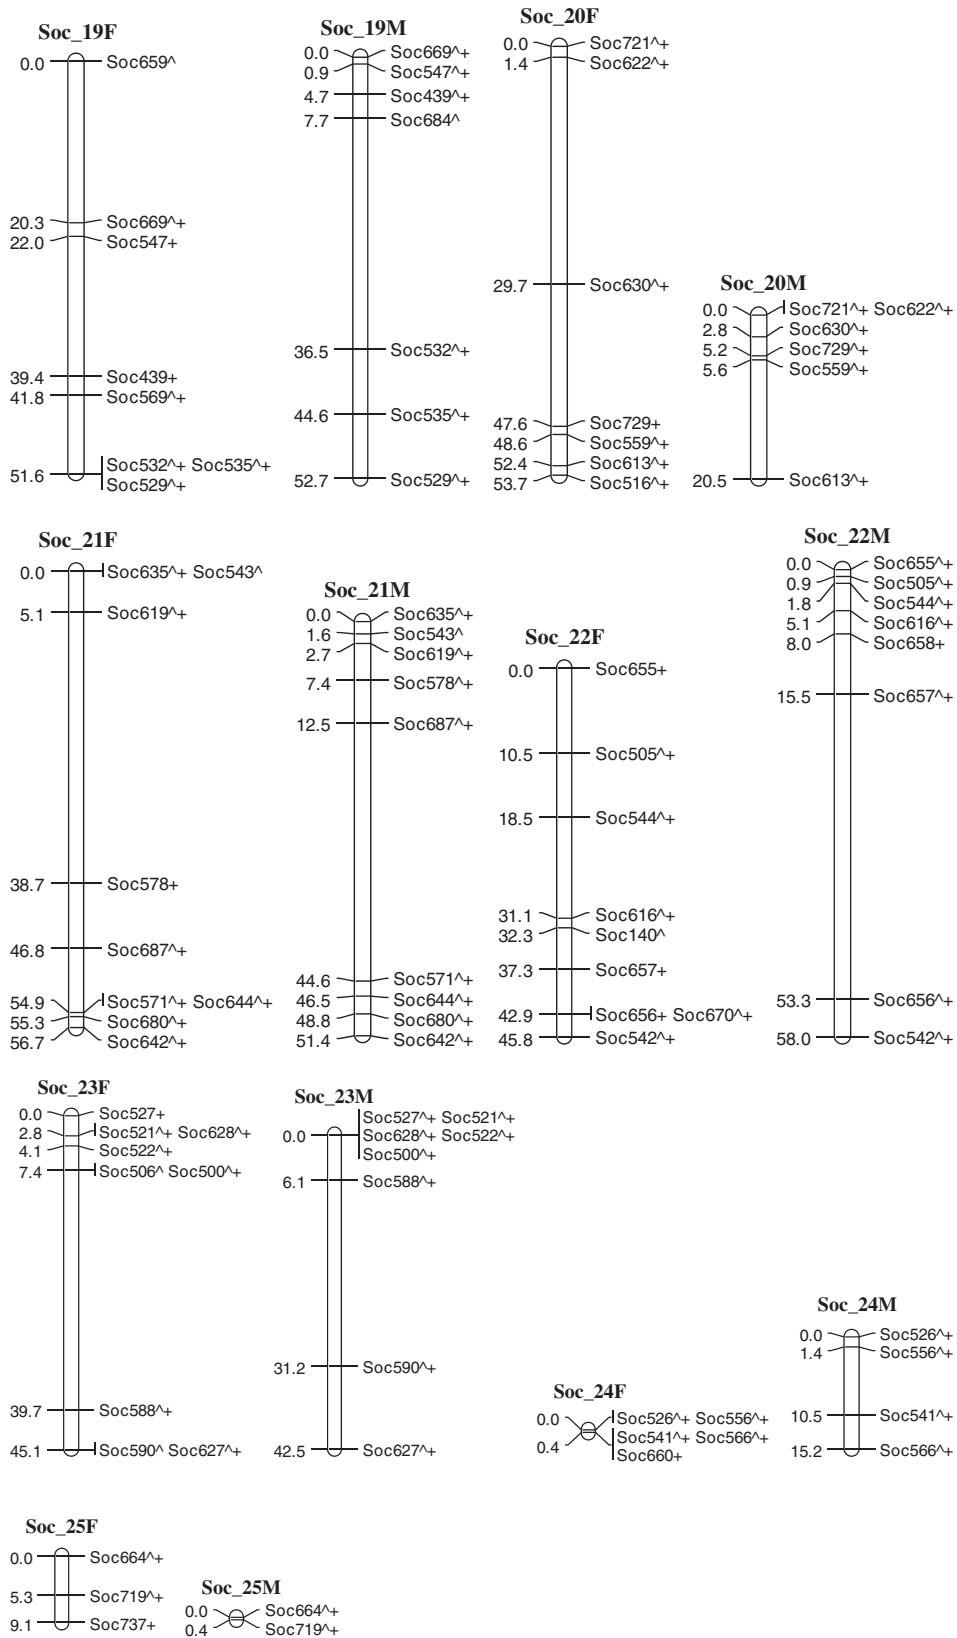 Soc_19F
0.0 Soc659^
20.3 Soc669^+
22.0 Soc547+
39.4 Soc439+
41.8 Soc569^+
Soc532^+ Soc535^+
51.6
Soc529^+
Soc_19M
0.0 Soc669^+
0.9 Soc547^+
4.7 Soc439^+
7.7 Soc684^
36.5 Soc532^+
44.6 Soc535^+
52.7 Soc529^+
Soc_20F
0.0 Soc721^+
1.4 Soc622^+
29.7 Soc630^+
47.6 Soc729+
48.6 Soc559^+
52.4 Soc613^+
53.7 Soc516^+
Soc_20M
0.0 Soc721^+ Soc622^+
2.8 Soc630^+
5.2 Soc729^+
5.6 Soc559^+
20.5 Soc613^+
Soc_21F
0.0 Soc635^+ Soc543^
5.1 Soc619^+
38.7 Soc578+
46.8 Soc687^+
54.9 Soc571^+ Soc644^+
55.3 Soc680^+
56.7 Soc642^+
Soc_21M
0.0 Soc635^+
1.6 Soc543^
2.7 Soc619^+
7.4 Soc578^+
12.5 Soc687^+
44.6 Soc571^+
46.5 Soc644^+
48.8 Soc680^+
51.4 Soc642^+
Soc_22F
0.0 Soc655+
10.5 Soc505^+
18.5 Soc544^+
31.1 Soc616^+
32.3 Soc140^
37.3 Soc657+
42.9 Soc656+ Soc670^+
45.8 Soc542^+
Soc_22M
0.0 Soc655^+
0.9 Soc505^+
1.8 Soc544^+
5.1 Soc616^+
8.0 Soc658+
15.5 Soc657^+
53.3 Soc656^+
58.0 Soc542^+
Soc_23F
0.0 Soc527+
2.8 Soc521^+ Soc628^+
4.1 Soc522^+
7.4 Soc506^ Soc500^+
39.7 Soc588^+
45.1 Soc590^ Soc627^+
Soc_23M
Soc527^+ Soc521^+
0.0 Soc628^+ Soc522^+
Soc500^+
6.1 Soc588^+
31.2 Soc590^+
42.5 Soc627^+
Soc_24F
0.0 Soc526^+ Soc556^+
0.4 Soc541^+ Soc566^+
Soc660+
Soc_24M
0.0 Soc526^+
1.4 Soc556^+
10.5 Soc541^+
15.2 Soc566^+
Soc_25F
0.0 Soc664^+
5.3 Soc719^+
9.1 Soc737+
Soc_25M
0.0 Soc664^+
0.4 Soc719^+